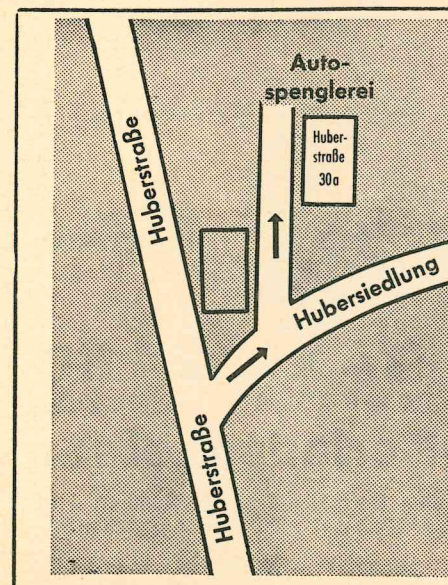 Auto-
spenglerei
Huber-
straße
30a
Huberstraße
Hubersiedlung
Huberstraße